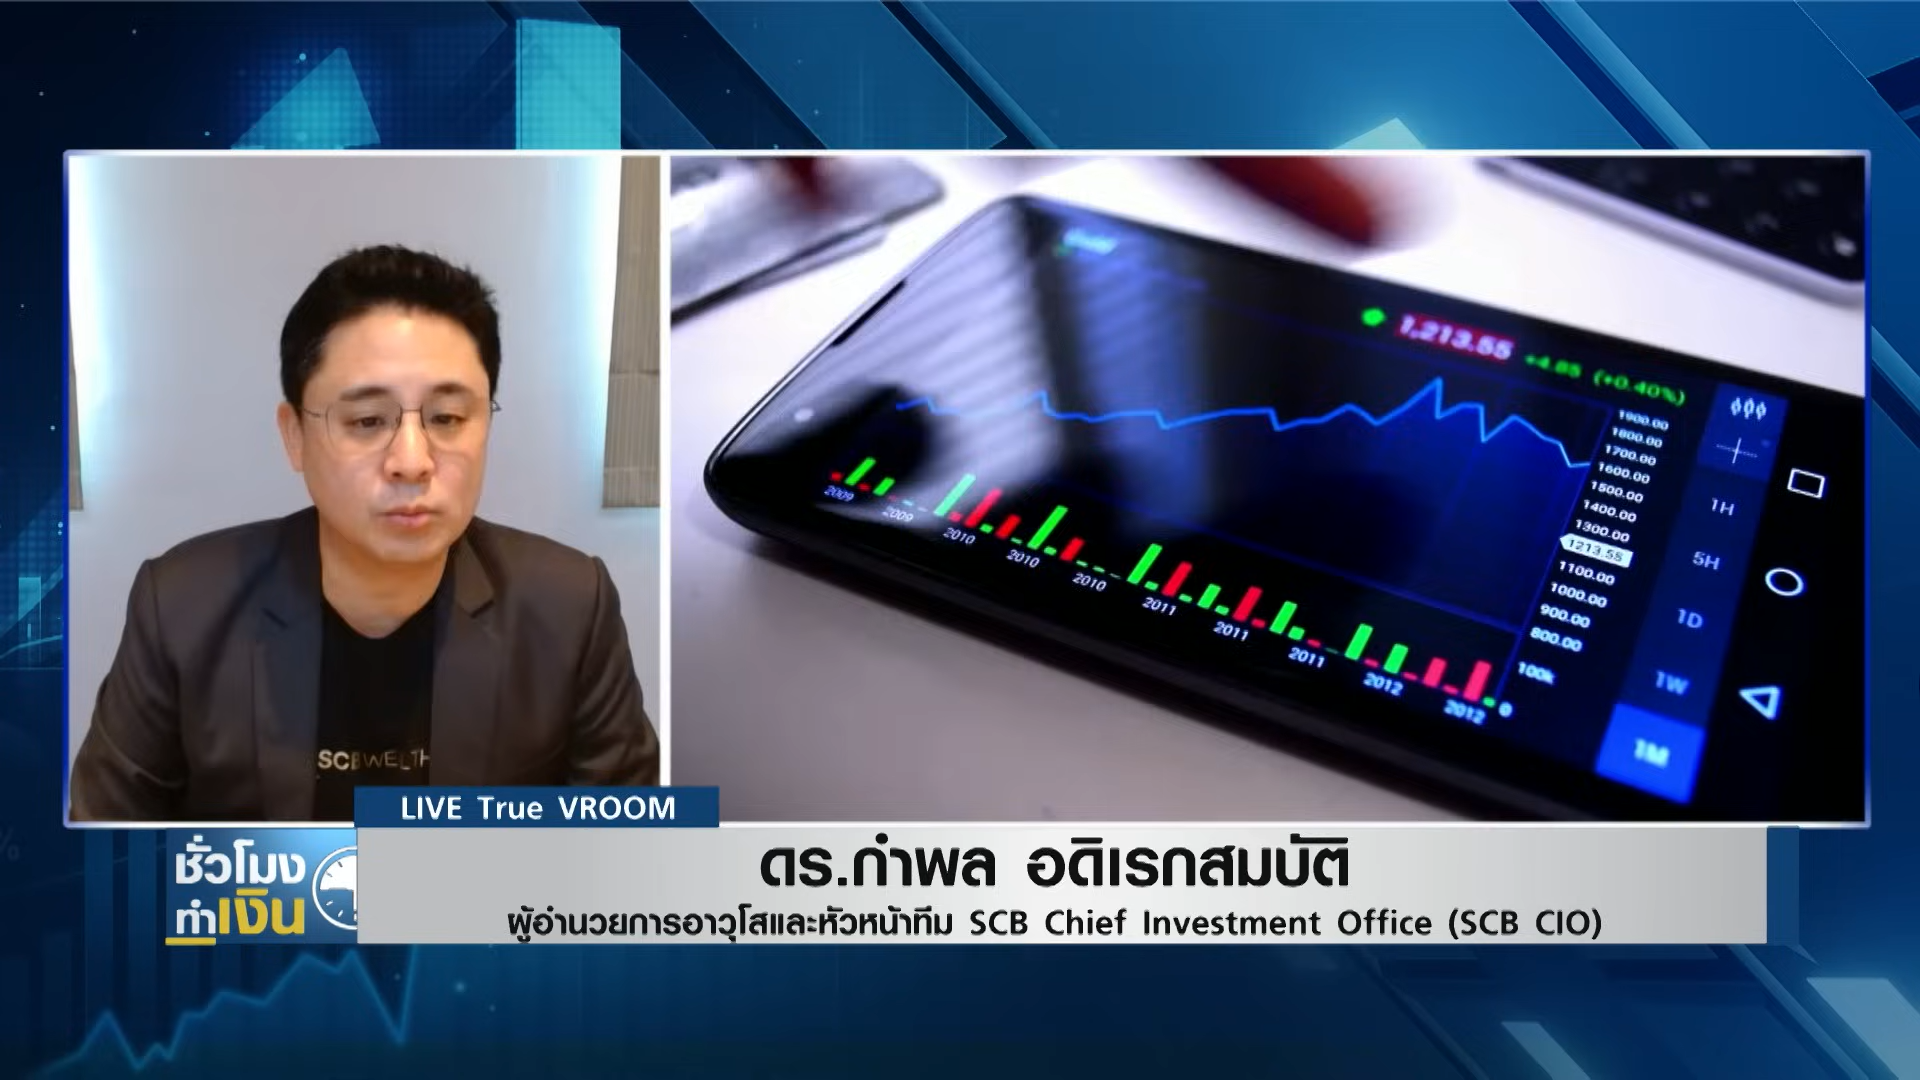 1,213.55 +4.85 (+0.40%)
1900.00
1800.00
1700.00
1600.00
1500.00
1400.00
1300.00
1213.55
1100.00
1000.00
900.00
800.00
100k
0
1H
5H
1D
1W
1M
2009
2009
2010
2010
2010
2011
2011
2011
2012
2012
SCBWEALTH
LIVE True VROOM
ชั่วโมง
ทำเงิน
ดร.กำพล อดิเรกสมบัติ
ผู้อำนวยการอาวุโสและหัวหน้าทีม SCB Chief Investment Office (SCB CIO)